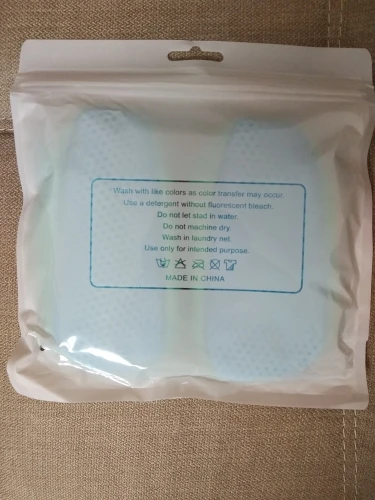 Wash with like colors as color transfer may occur.
Use a detergent without fluorescent bleach.
Do not let stad in water.
Do not machine dry.
Wash in laundry net.
Use only for intended purpose.
MADE IN CHINA